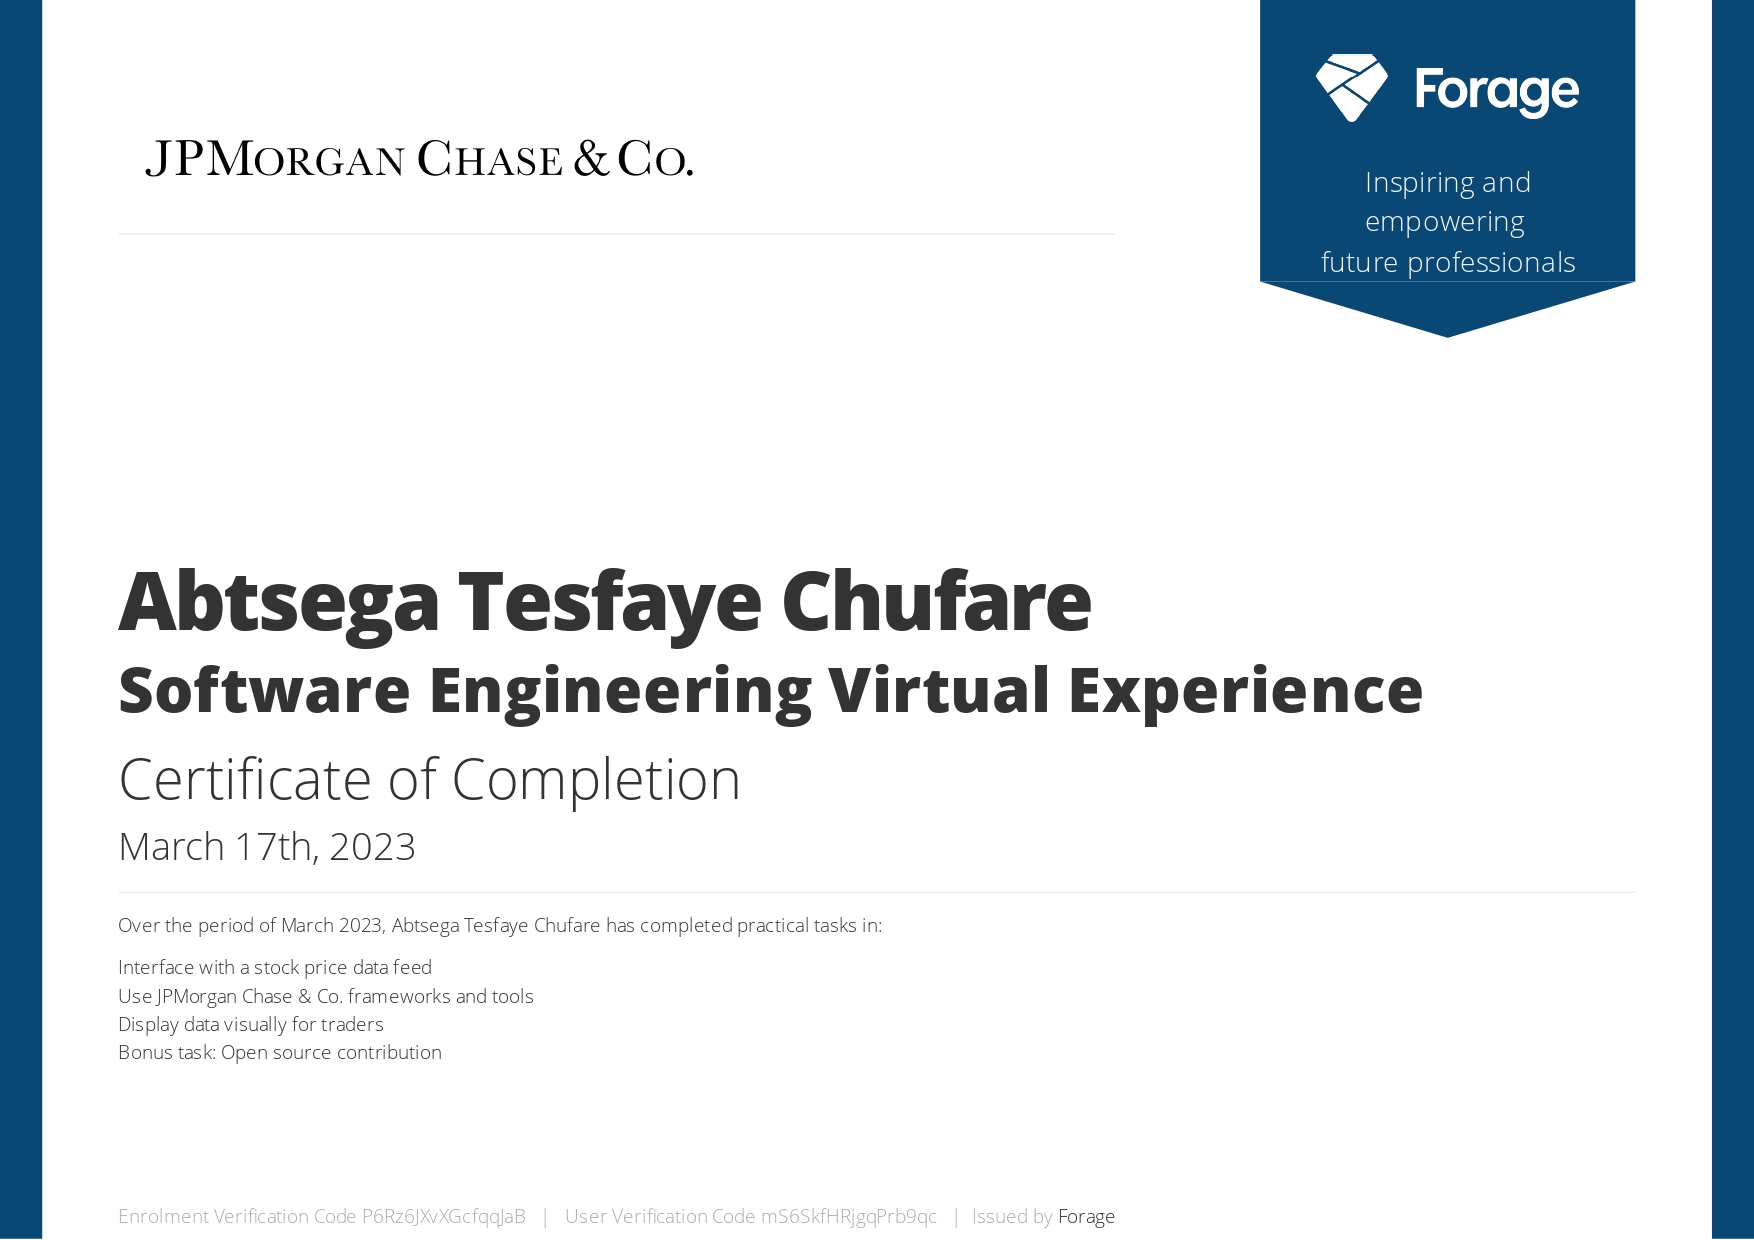 JPMORGAN CHASE & CO.
Forage
Inspiring and
empowering
future professionals
Abtsega Tesfaye Chufare
Software Engineering Virtual Experience
Certificate of Completion
March 17th, 2023
Over the period of March 2023, Abtsega Tesfaye Chufare has completed practical tasks in:
Interface with a stock price data feed
Use JPMorgan Chase & Co. frameworks and tools
Display data visually for traders
Bonus task: Open source contribution
Enrolment Verification Code P6Rz6JXvXGcfqqJaB | User Verification Code mS6SkfHRjgqPrb9qc | Issued by Forage